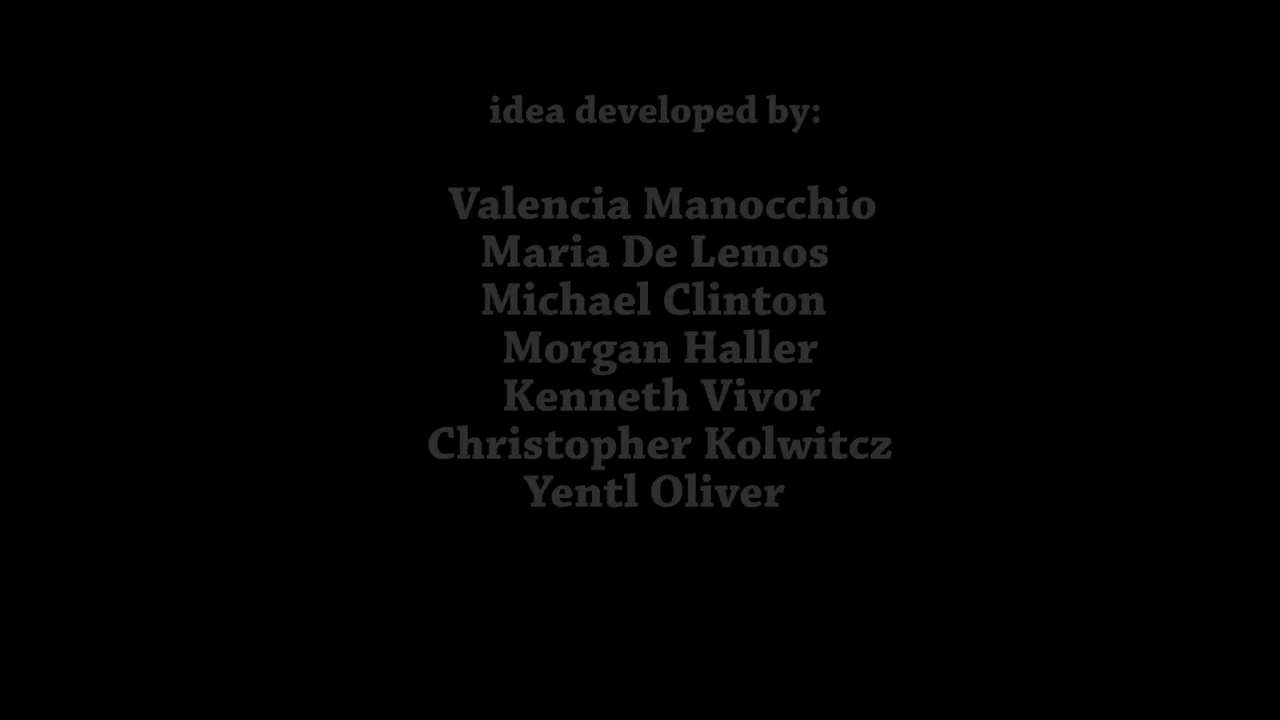 idea developed by:
Valencia Manocchio
Maria De Lemos
Michael Clinton
Morgan Haller
Kenneth Vivor
Christopher Kolwitcz
Yentl Oliver